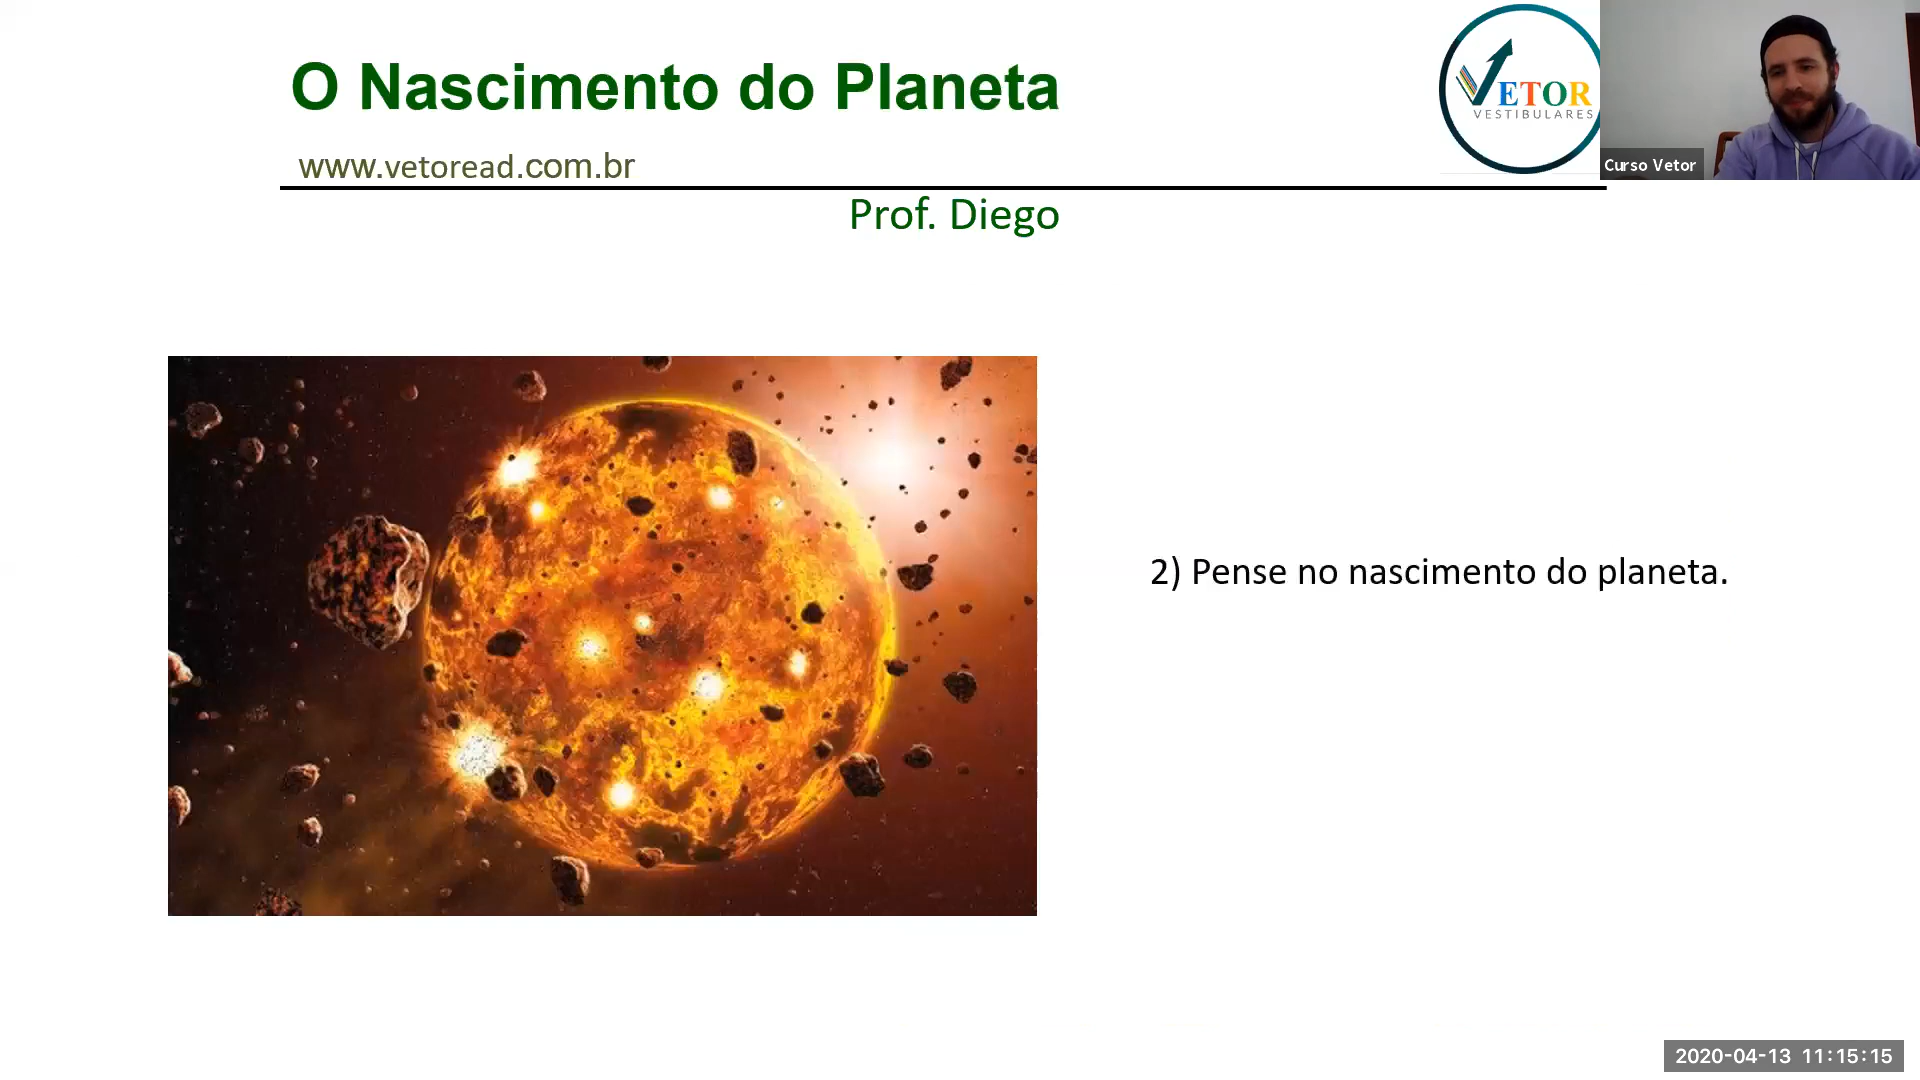 O Nascimento do Planeta
VETOR
VESTIBULARES
www.vetoread.com.br
Curso Vetor
Prof. Diego
2) Pense no nascimento do planeta.
2020-04-13 11:15:15